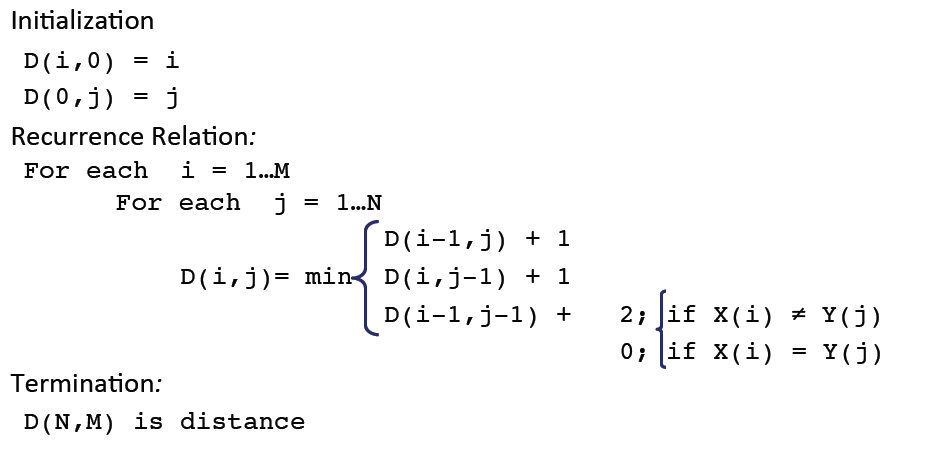 Initialization
D(i,0) = i
D(0,j) = j
Recurrence Relation:
For each i = 1…M
For each j = 1…N
D(i-1,j) + 1
D(i,j)= min D(i,j-1) + 1
D(i-1,j-1) + 2; if X(i) ≠ Y(j)
0; if X(i) = Y(j)
Termination:
D(N,M) is distance